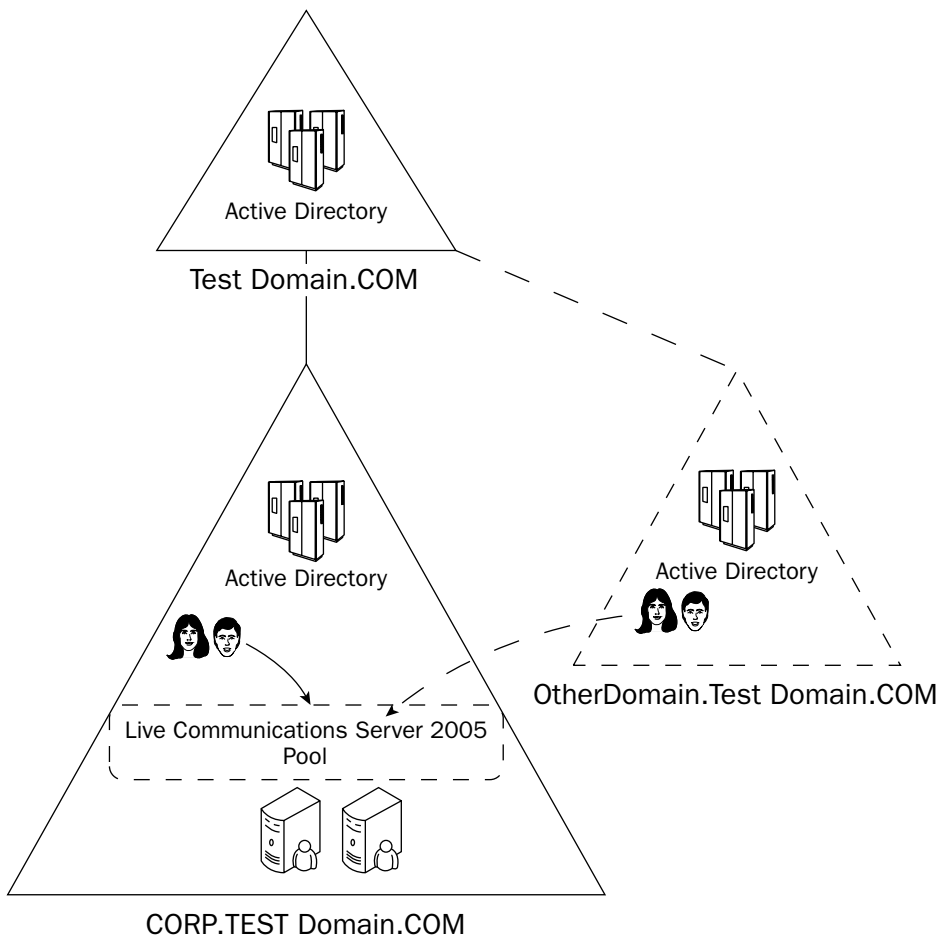 Active Directory
Test Domain.COM
Active Directory
Active Directory
OtherDomain.Test Domain.COM
Live Communications Server 2005
Pool
CORP.TEST Domain.COM